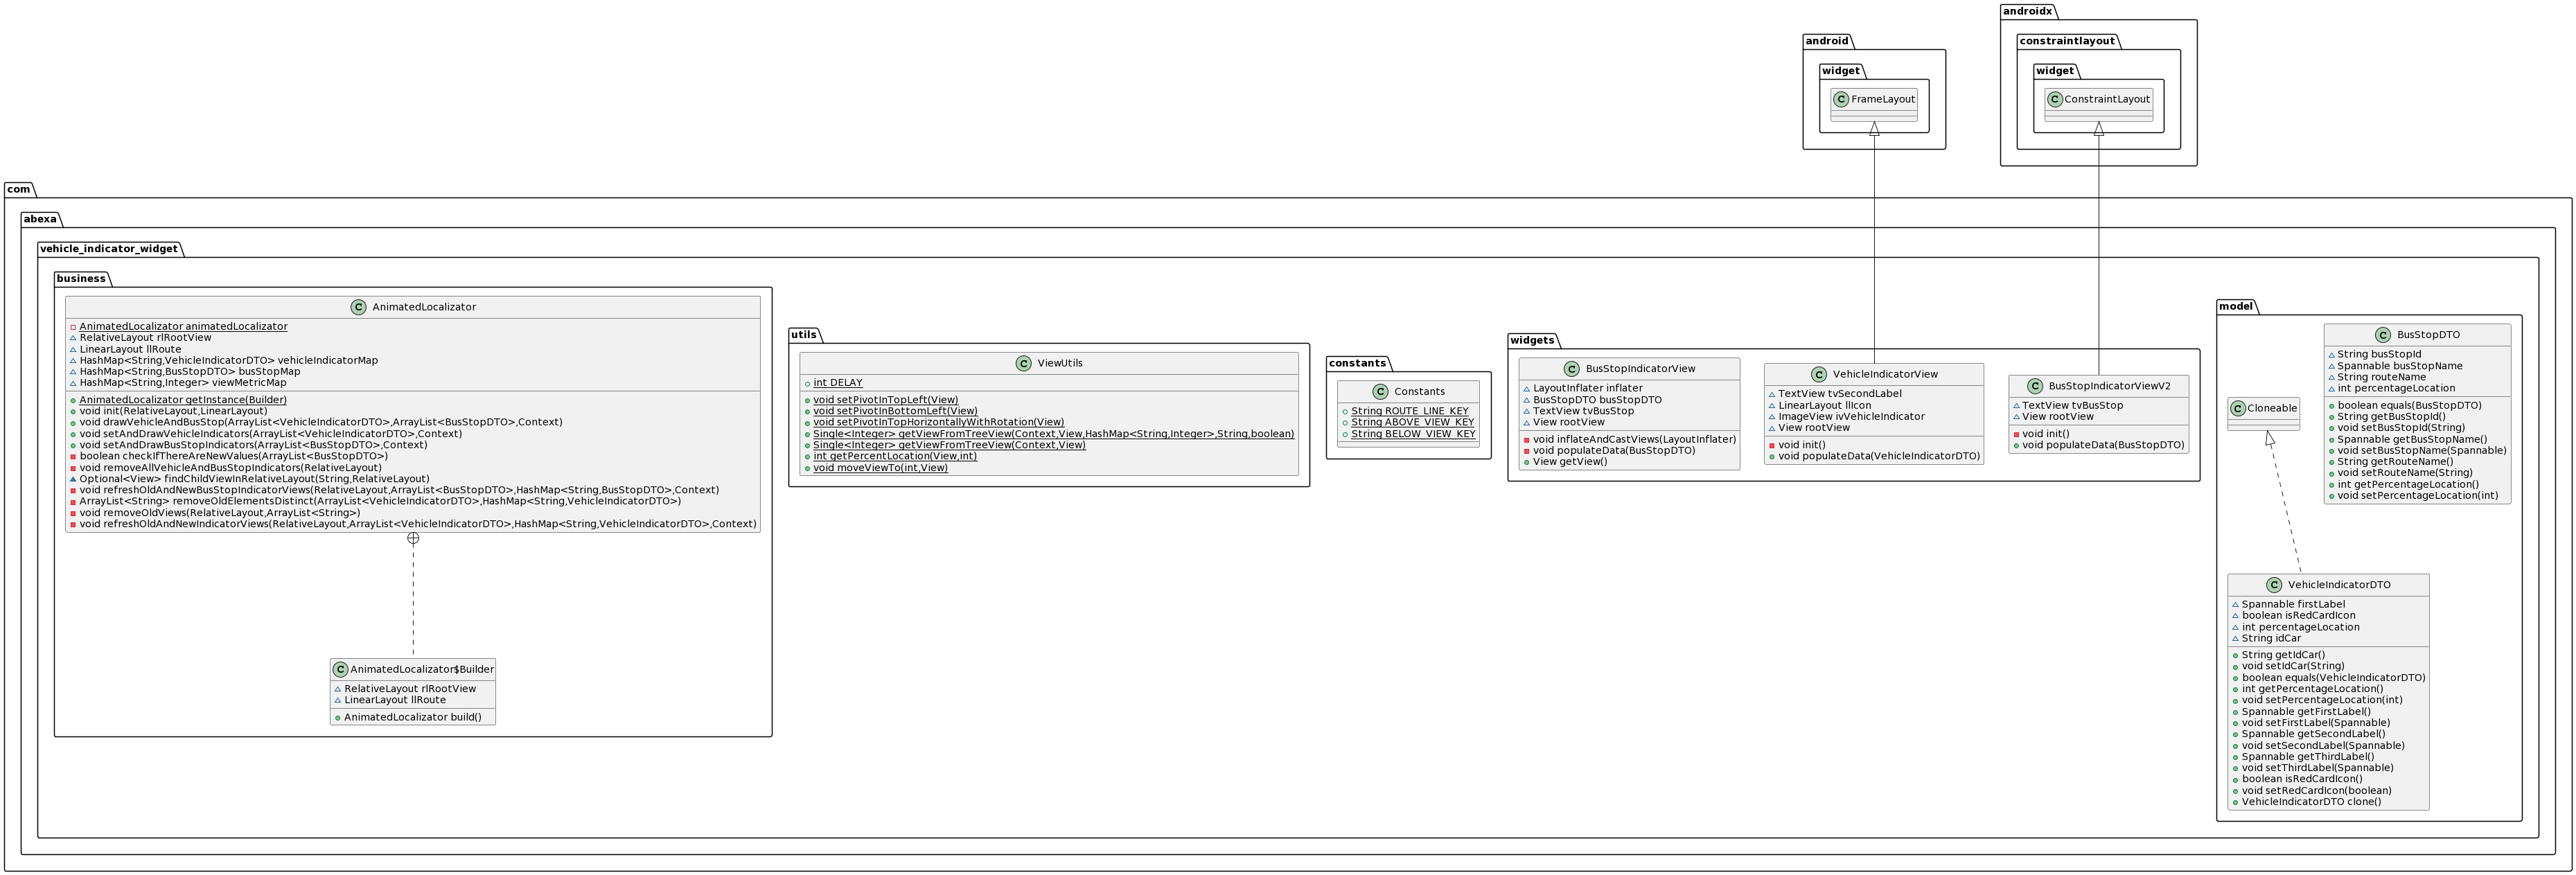 androidx
constraintlayout
widget
C ConstraintLayout
android
widget
C FrameLayout
com
abexa
vehicle_indicator_widget
business
C AnimatedLocalizator
AnimatedLocalizator animatedLocalizator
RelativeLayout rlRootView
LinearLayout llRoute
HashMap<String,VehicleIndicatorDTO> vehicleIndicatorMap
HashMap<String,BusStopDTO> busStopMap
HashMap<String,Integer> viewMetricMap
AnimatedLocalizator getInstance(Builder)
void init(RelativeLayout,LinearLayout)
void drawVehicleAndBusStop(ArrayList<VehicleIndicatorDTO>,ArrayList<BusStopDTO>,Context)
void setAndDrawVehicleIndicators(ArrayList<VehicleIndicatorDTO>,Context)
void setAndDrawBusStopIndicators(ArrayList<BusStopDTO>,Context)
boolean checkIfThereAreNewValues(ArrayList<BusStopDTO>)
void removeAllVehicleAndBusStopIndicators(RelativeLayout)
Optional<View> findChildViewInRelativeLayout(String,RelativeLayout)
void refreshOldAndNewBusStopIndicatorViews(RelativeLayout,ArrayList<BusStopDTO>,HashMap<String,BusStopDTO>,Context)
ArrayList<String> removeOldElementsDistinct(ArrayList<VehicleIndicatorDTO>,HashMap<String,VehicleIndicatorDTO>)
void removeOldViews(RelativeLayout,ArrayList<String>)
void refreshOldAndNewIndicatorViews(RelativeLayout,ArrayList<VehicleIndicatorDTO>,HashMap<String,VehicleIndicatorDTO>,Context)
C AnimatedLocalizator$Builder
RelativeLayout rlRootView
LinearLayout llRoute
AnimatedLocalizator build()
utils
C ViewUtils
int DELAY
void setPivotInTopLeft(View)
void setPivotInBottomLeft(View)
void setPivotInTopHorizontallyWithRotation(View)
Single<Integer> getViewFromTreeView(Context,View,HashMap<String,Integer>,String,boolean)
Single<Integer> getViewFromTreeView(Context,View)
int getPercentLocation(View,int)
void moveViewTo(int,View)
constants
C Constants
String ROUTE_LINE_KEY
String ABOVE_VIEW_KEY
String BELOW_VIEW_KEY
widgets
C BusStopIndicatorView
LayoutInflater inflater
BusStopDTO busStopDTO
TextView tvBusStop
View rootView
void inflateAndCastViews(LayoutInflater)
void populateData(BusStopDTO)
View getView()
C VehicleIndicatorView
TextView tvSecondLabel
LinearLayout llIcon
ImageView ivVehicleIndicator
View rootView
void init()
void populateData(VehicleIndicatorDTO)
C BusStopIndicatorViewV2
TextView tvBusStop
View rootView
void init()
void populateData(BusStopDTO)
model
C BusStopDTO
String busStopId
Spannable busStopName
String routeName
int percentageLocation
boolean equals(BusStopDTO)
String getBusStopId()
void setBusStopId(String)
Spannable getBusStopName()
void setBusStopName(Spannable)
String getRouteName()
void setRouteName(String)
int getPercentageLocation()
void setPercentageLocation(int)
C Cloneable
C VehicleIndicatorDTO
Spannable firstLabel
boolean isRedCardIcon
int percentageLocation
String idCar
String getIdCar()
void setIdCar(String)
boolean equals(VehicleIndicatorDTO)
int getPercentageLocation()
void setPercentageLocation(int)
Spannable getFirstLabel()
void setFirstLabel(Spannable)
Spannable getSecondLabel()
void setSecondLabel(Spannable)
Spannable getThirdLabel()
void setThirdLabel(Spannable)
boolean isRedCardIcon()
void setRedCardIcon(boolean)
VehicleIndicatorDTO clone()